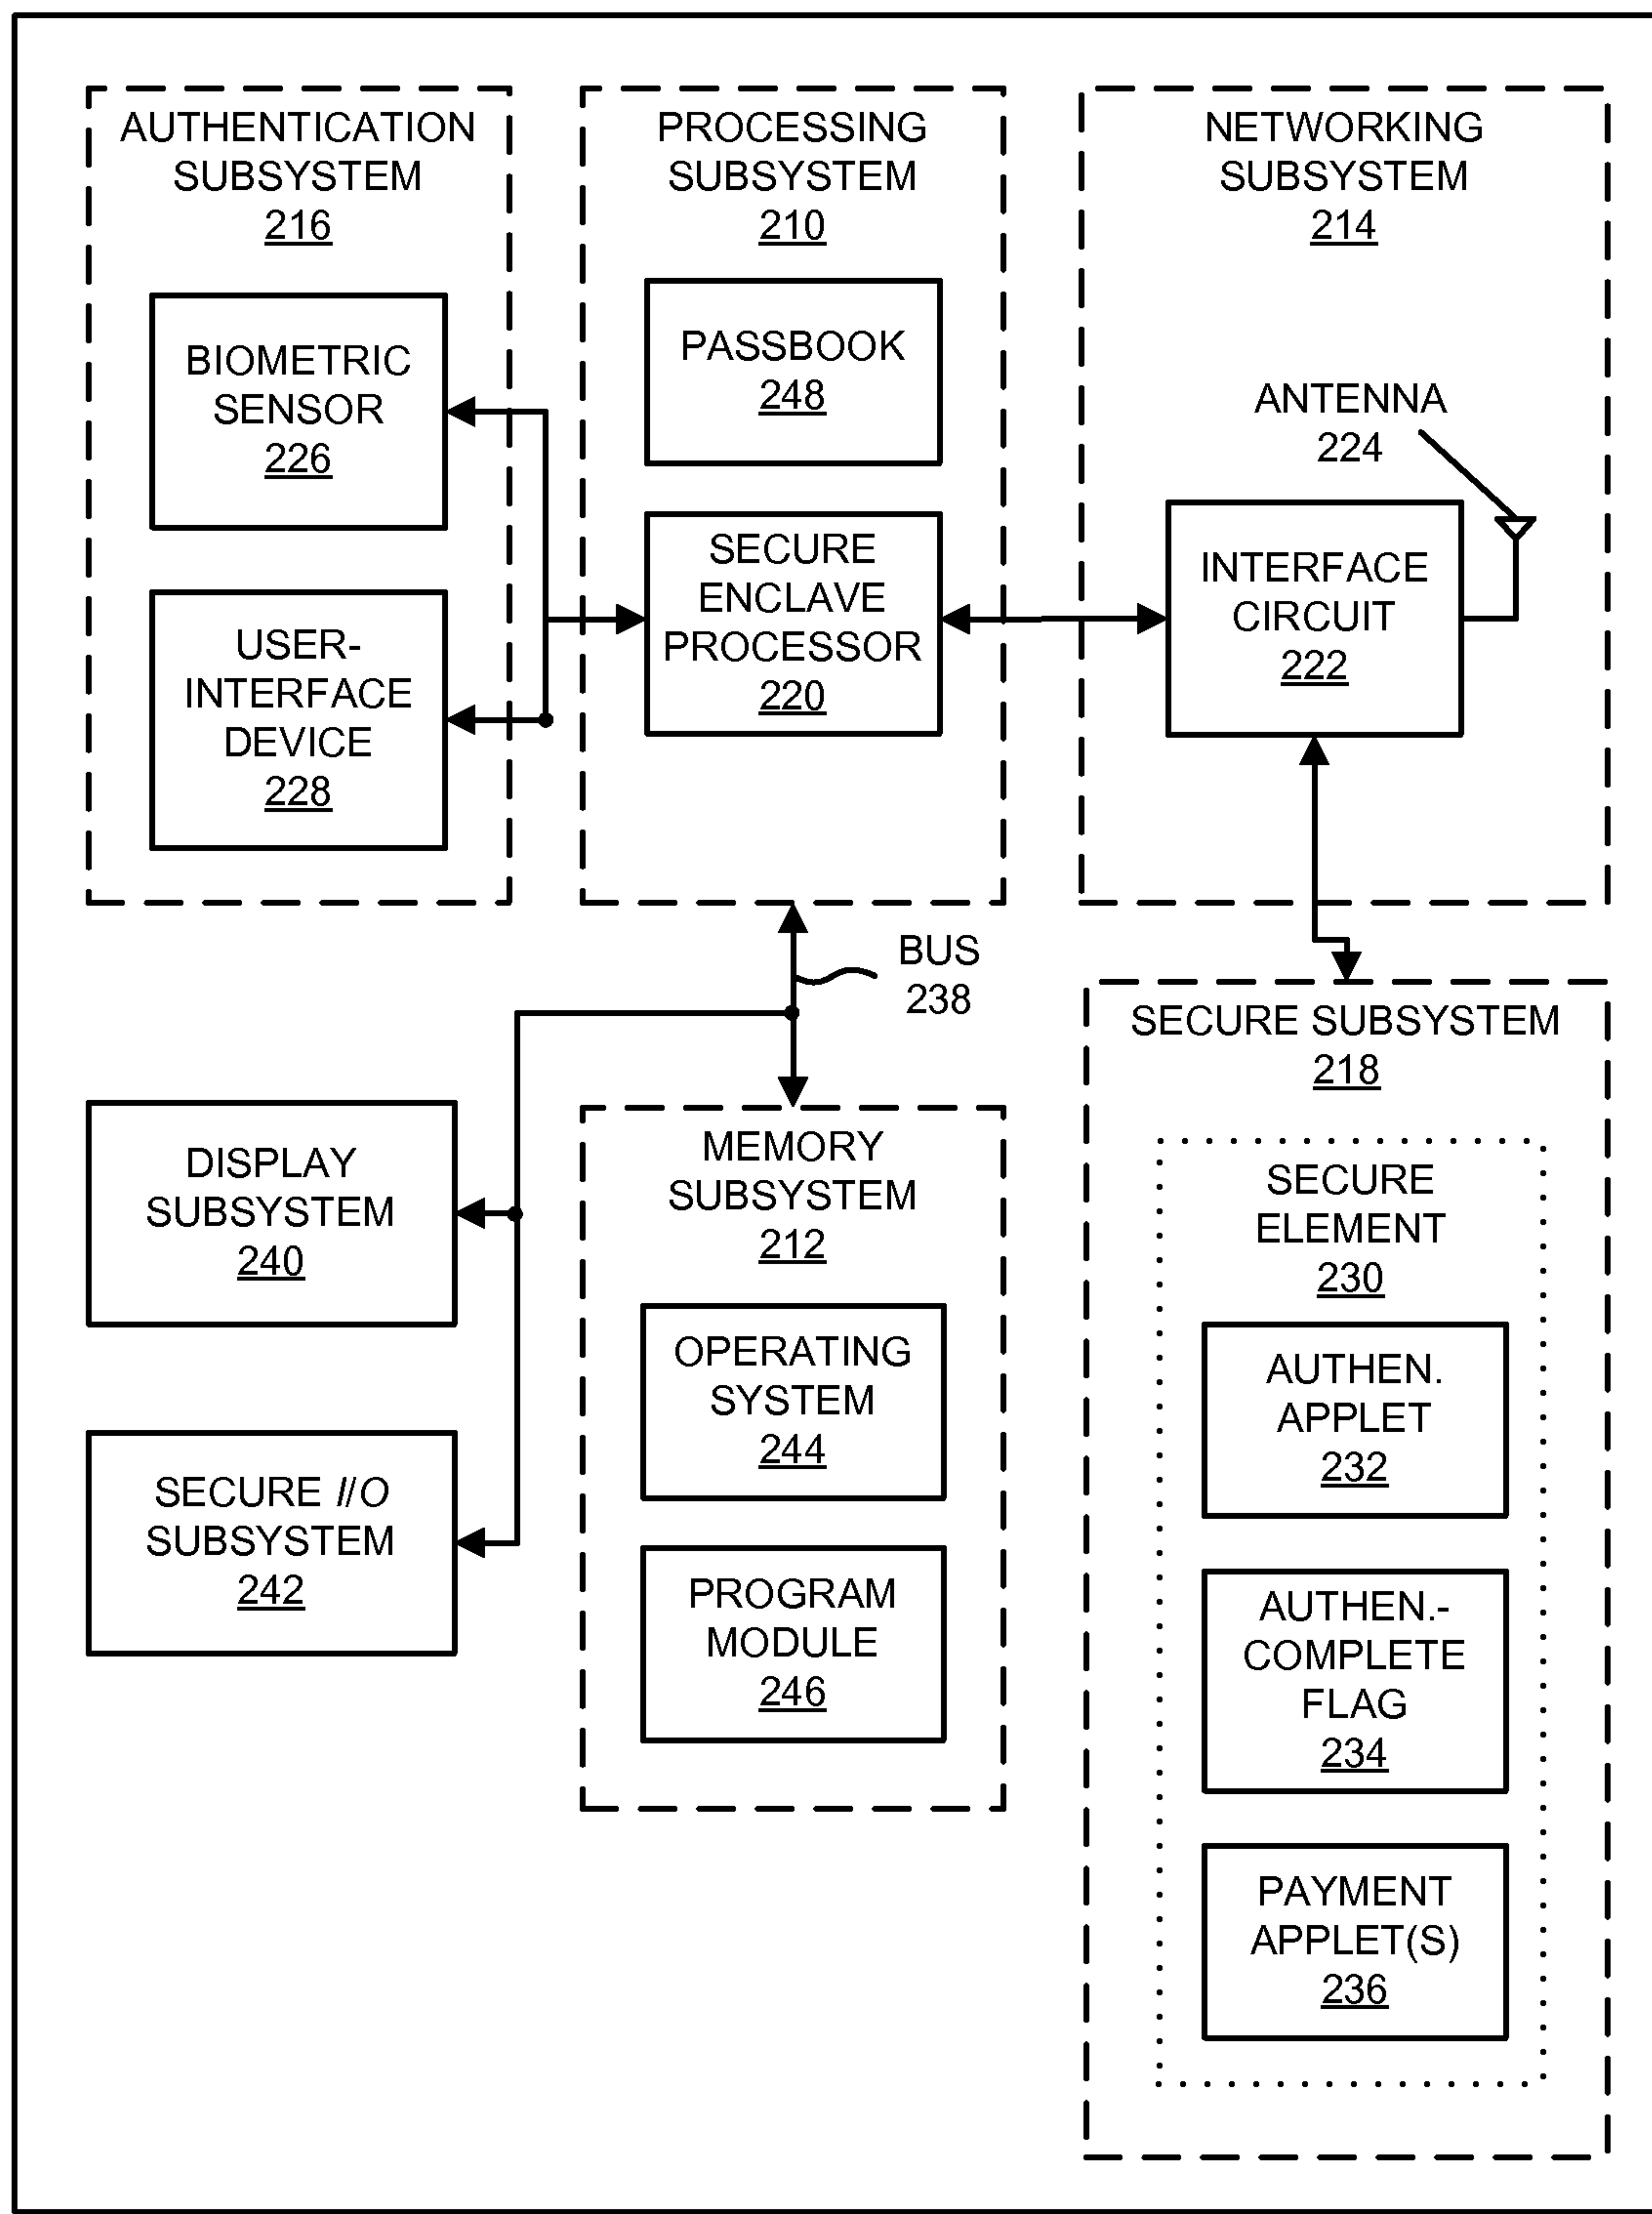 AUTHENTICATION
SUBSYSTEM
216
BIOMETRIC
SENSOR
226
USER-
INTERFACE
DEVICE
228
PROCESSING
SUBSYSTEM
210
PASSBOOK
248
SECURE
ENCLAVE
PROCESSOR
220
NETWORKING
SUBSYSTEM
214
ANTENNA
224
INTERFACE
CIRCUIT
222
BUS
238
DISPLAY
SUBSYSTEM
240
SECURE I/O
SUBSYSTEM
242
MEMORY
SUBSYSTEM
212
OPERATING
SYSTEM
244
PROGRAM
MODULE
246
SECURE SUBSYSTEM
218
SECURE
ELEMENT
230
AUTHEN.
APPLET
232
AUTHEN.-
COMPLETE
FLAG
234
PAYMENT
APPLET(S)
236